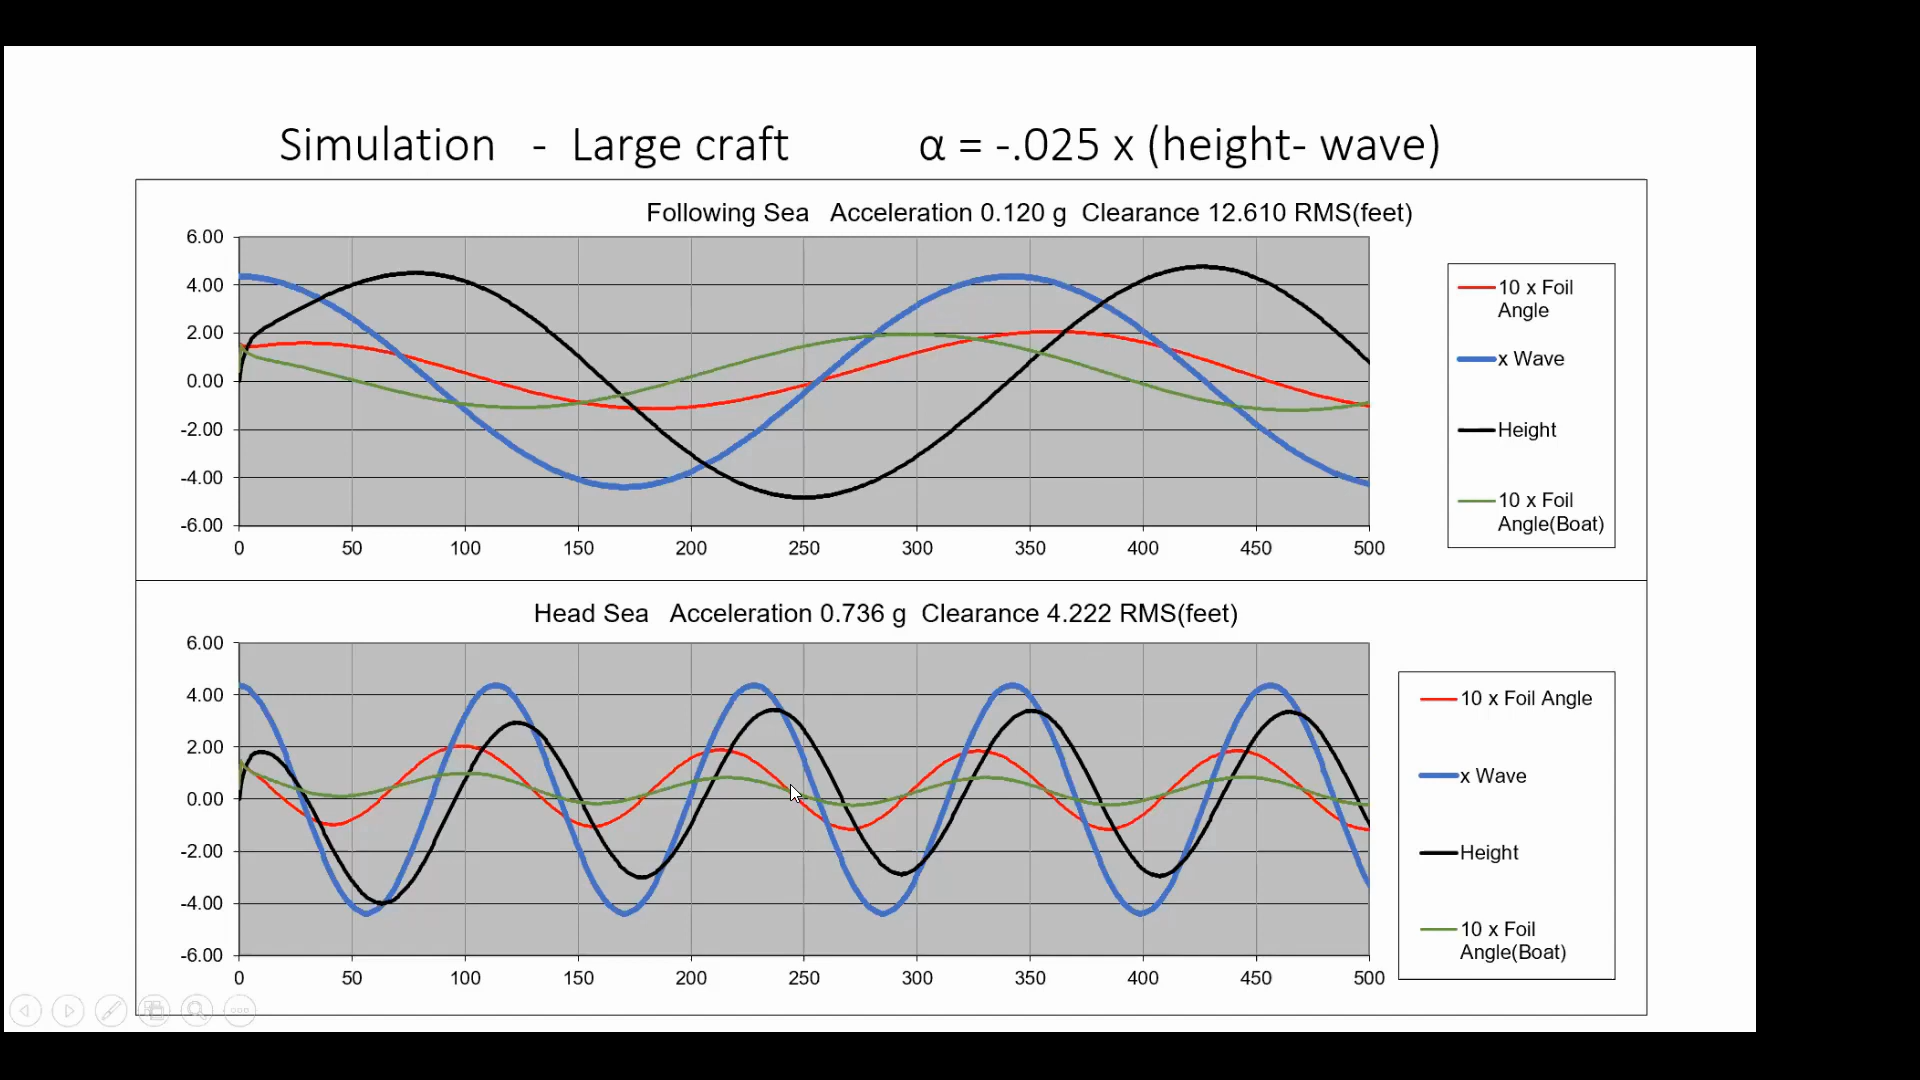 Simulation - Large craft α = -.025 x (height- wave)
Following Sea Acceleration 0.120 g Clearance 12.610 RMS(feet)
6.00
4.00
2.00
0.00
-2.00
-4.00
-6.00
0 50 100 150 200 250 300 350 400 450 500
10 x Foil
Angle
x Wave
Height
10 x Foil
Angle(Boat)
Head Sea Acceleration 0.736 g Clearance 4.222 RMS(feet)
6.00
4.00
2.00
0.00
-2.00
-4.00
-6.00
0 50 100 150 200 250 300 350 400 450 500
10 x Foil Angle
x Wave
Height
10 x Foil
Angle(Boat)